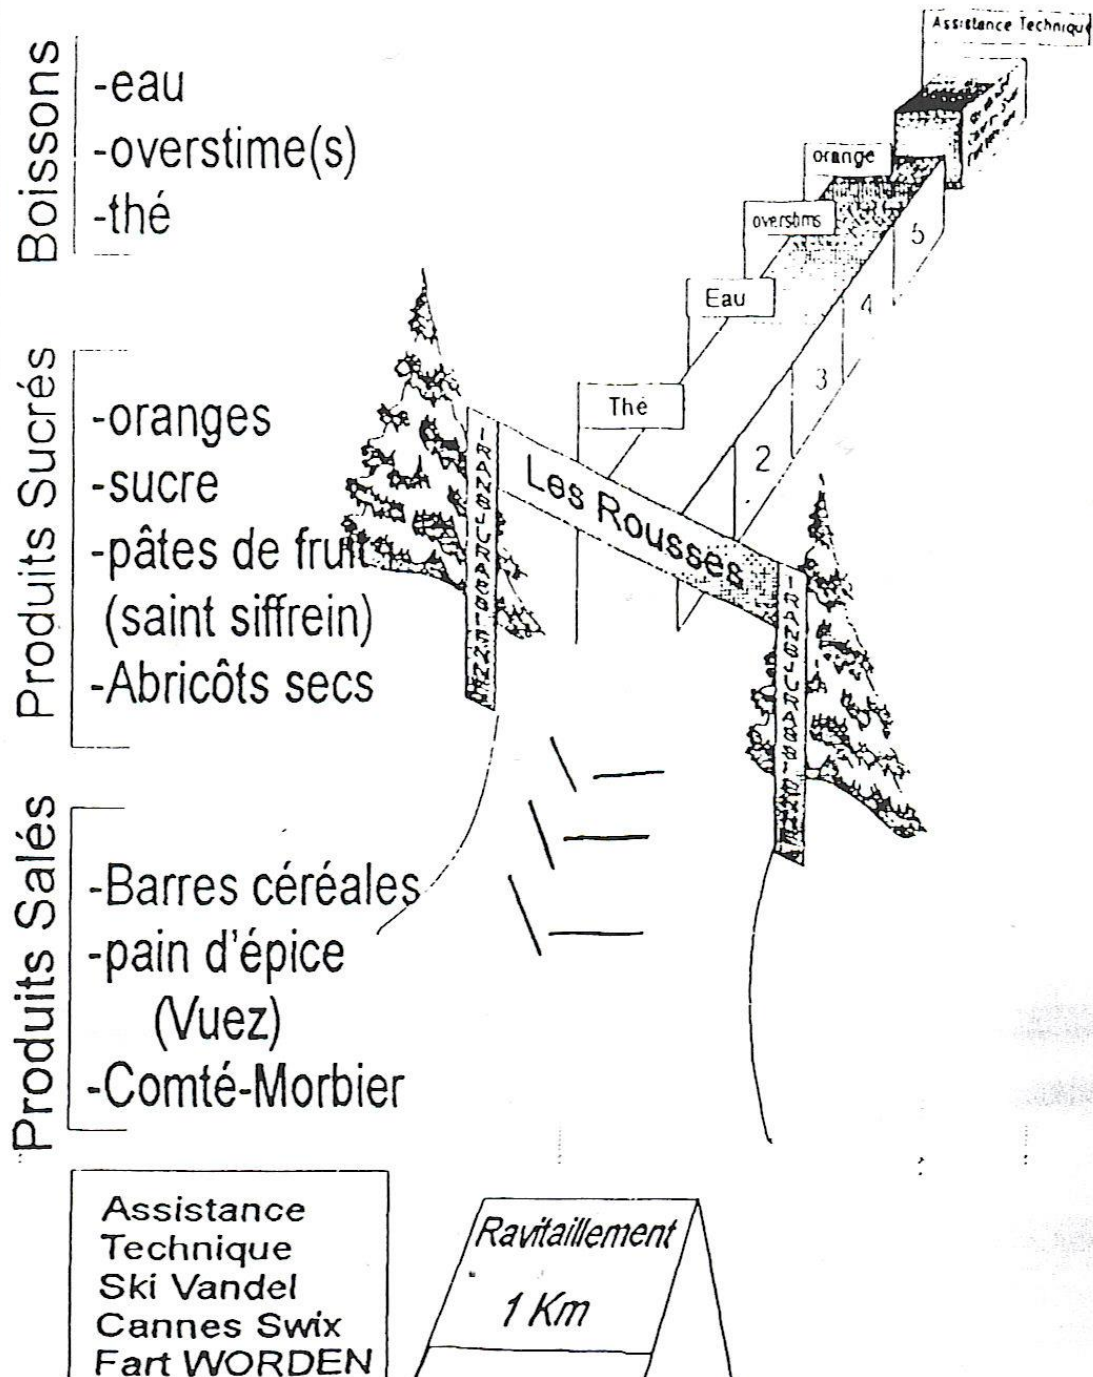 Boissons
-eau
-overstime(s)
-thé
Produits Sucrés
-oranges
-sucre
-pâtes de fruit
(saint siffrein)
-Abricôts secs
Produits Salés
-Barres céréales
-pain d'épice
(Vuez)
-Comté-Morbier
Assistance
Technique
Ski Vandel
Cannes Swix
Fart WORDEN
Assistance Technique
orange
overstims
Eau
Thé
5
4
3
2
Les Rousses
TRANSJURASSIENNE
TRANSJURASSIENNE
Ravitaillement
1 Km